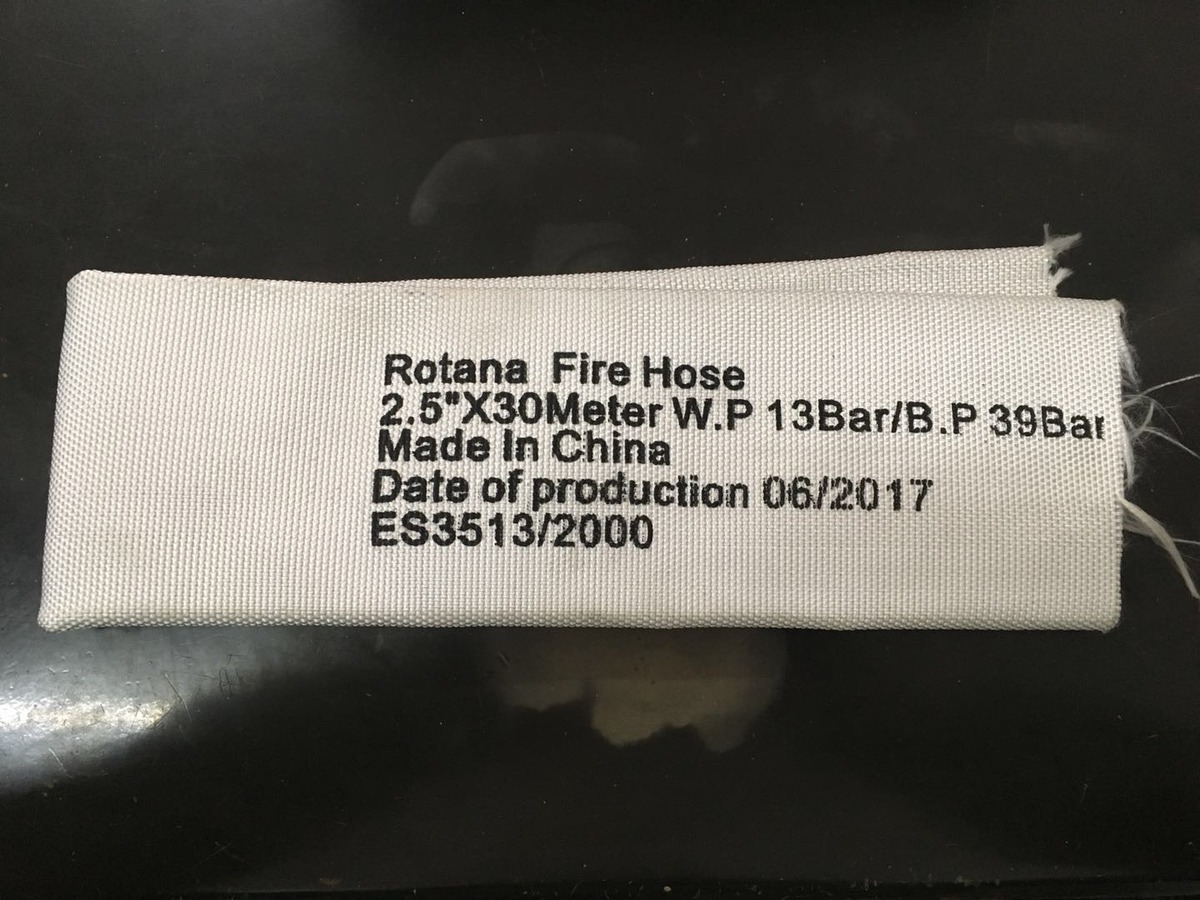 Rotana Fire Hose
2.5"X30Meter W.P 13Bar/B.P 39Bar
Made In China
Date of production 06/2017
ES3513/2000